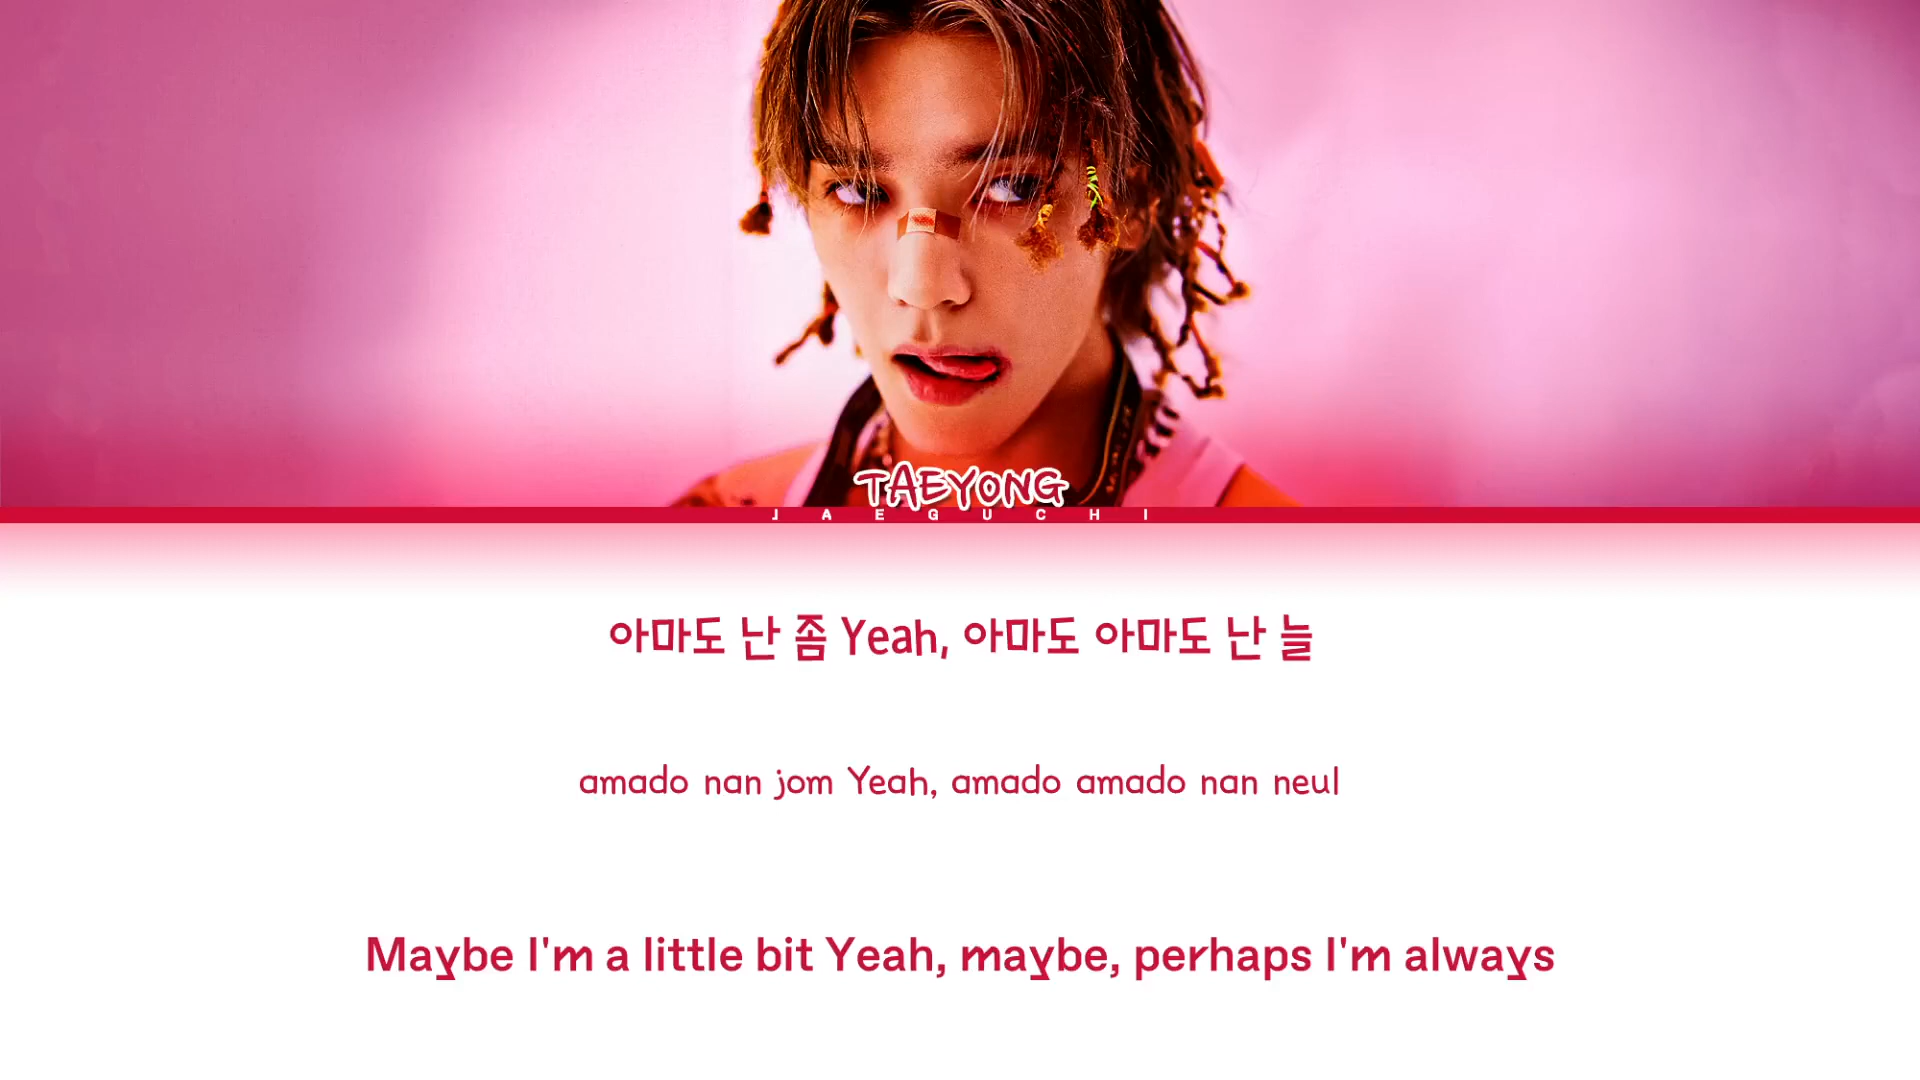 TAEYONG
JAEGUCHI
아마도 난 좀 Yeah, 아마도 아마도 난 늘
amado nan jom Yeah, amado amado nan neul
Maybe I'm a little bit Yeah, maybe, perhaps I'm always